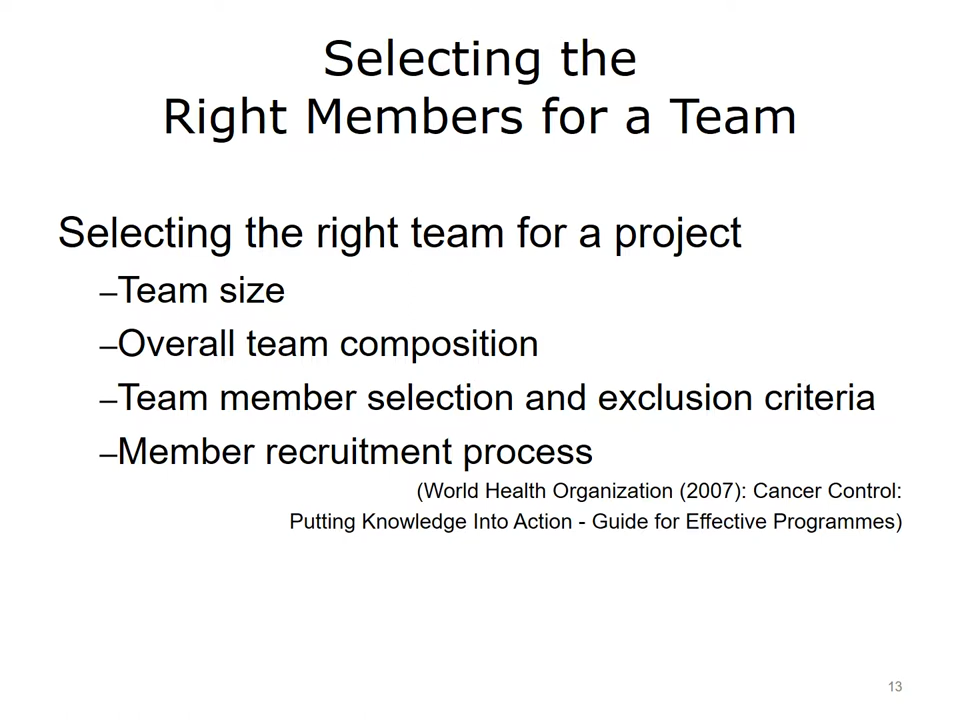 Selecting the
Right Members for a Team
Selecting the right team for a project
–Team size
–Overall team composition
–Team member selection and exclusion criteria
–Member recruitment process
(World Health Organization (2007): Cancer Control:
Putting Knowledge Into Action - Guide for Effective Programmes)
13